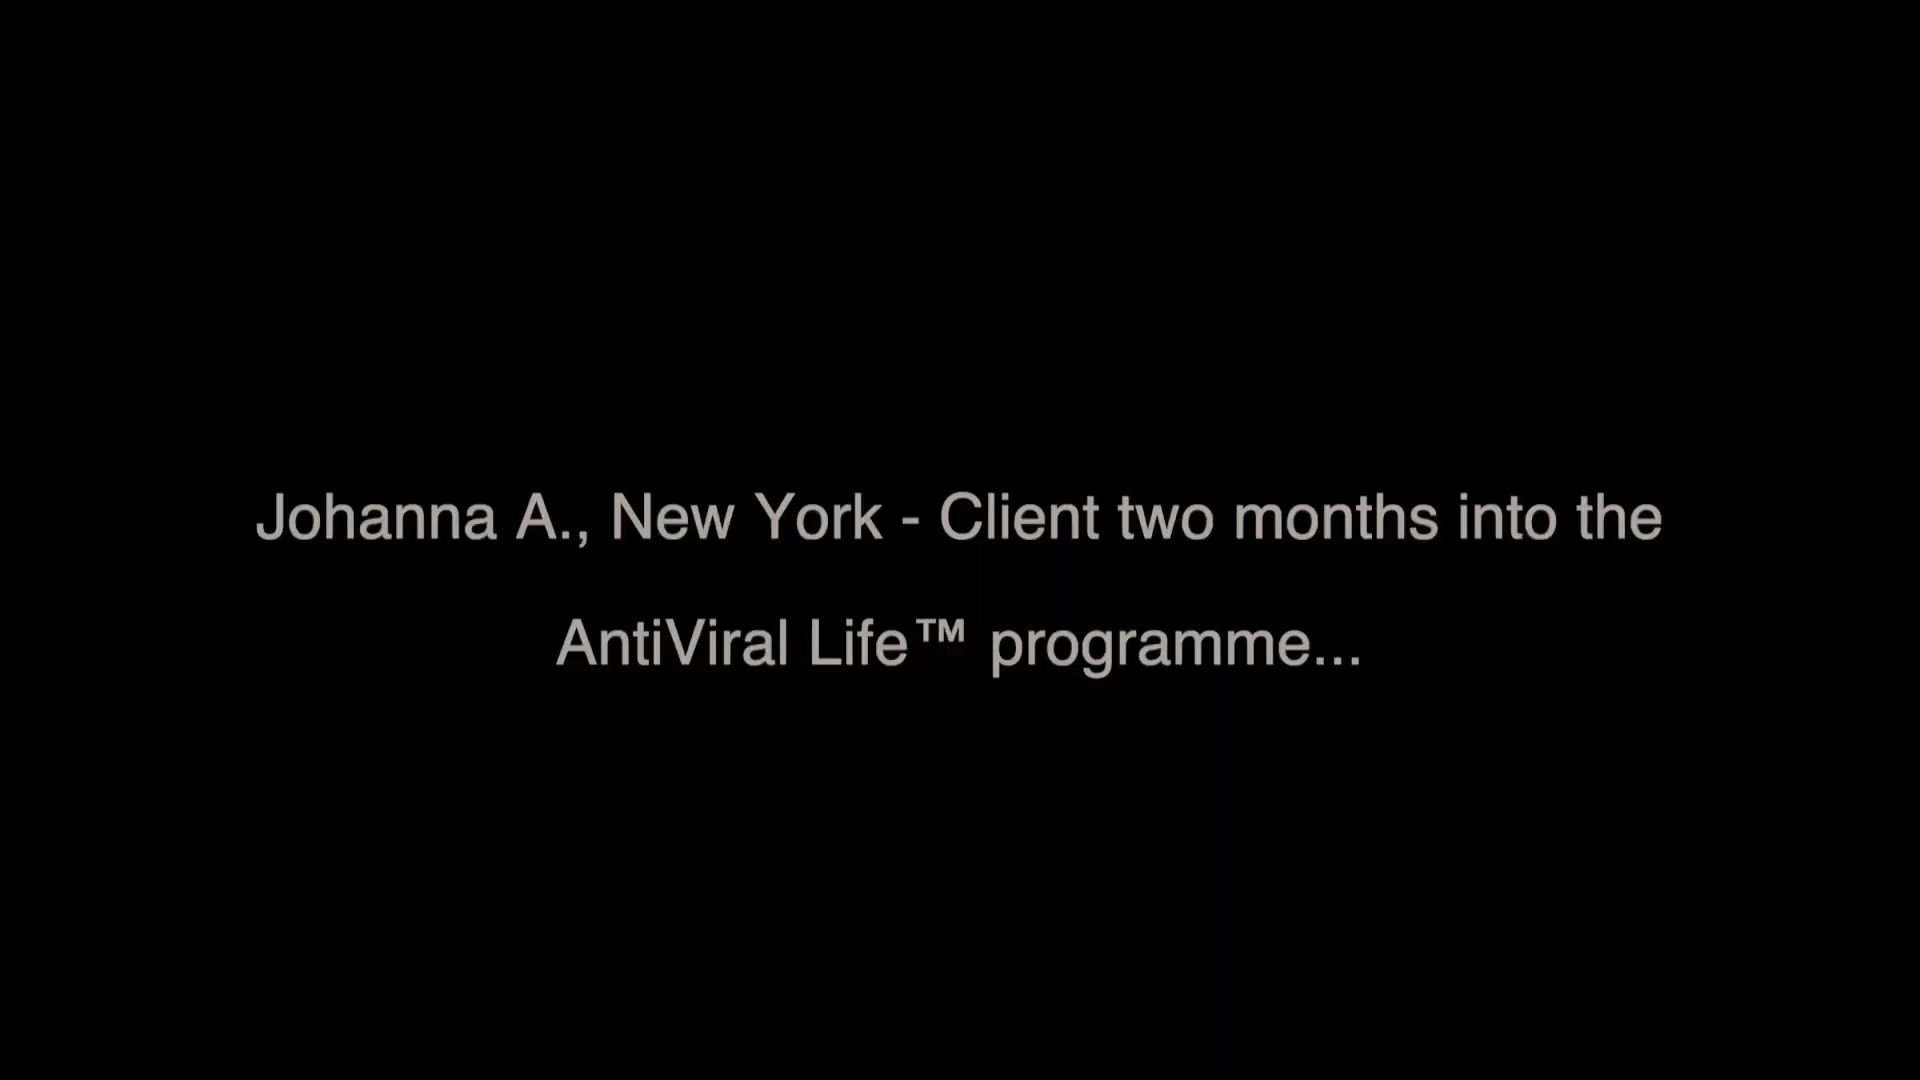 Johanna A., New York - Client two months into the
AntiViral Life™ programme...